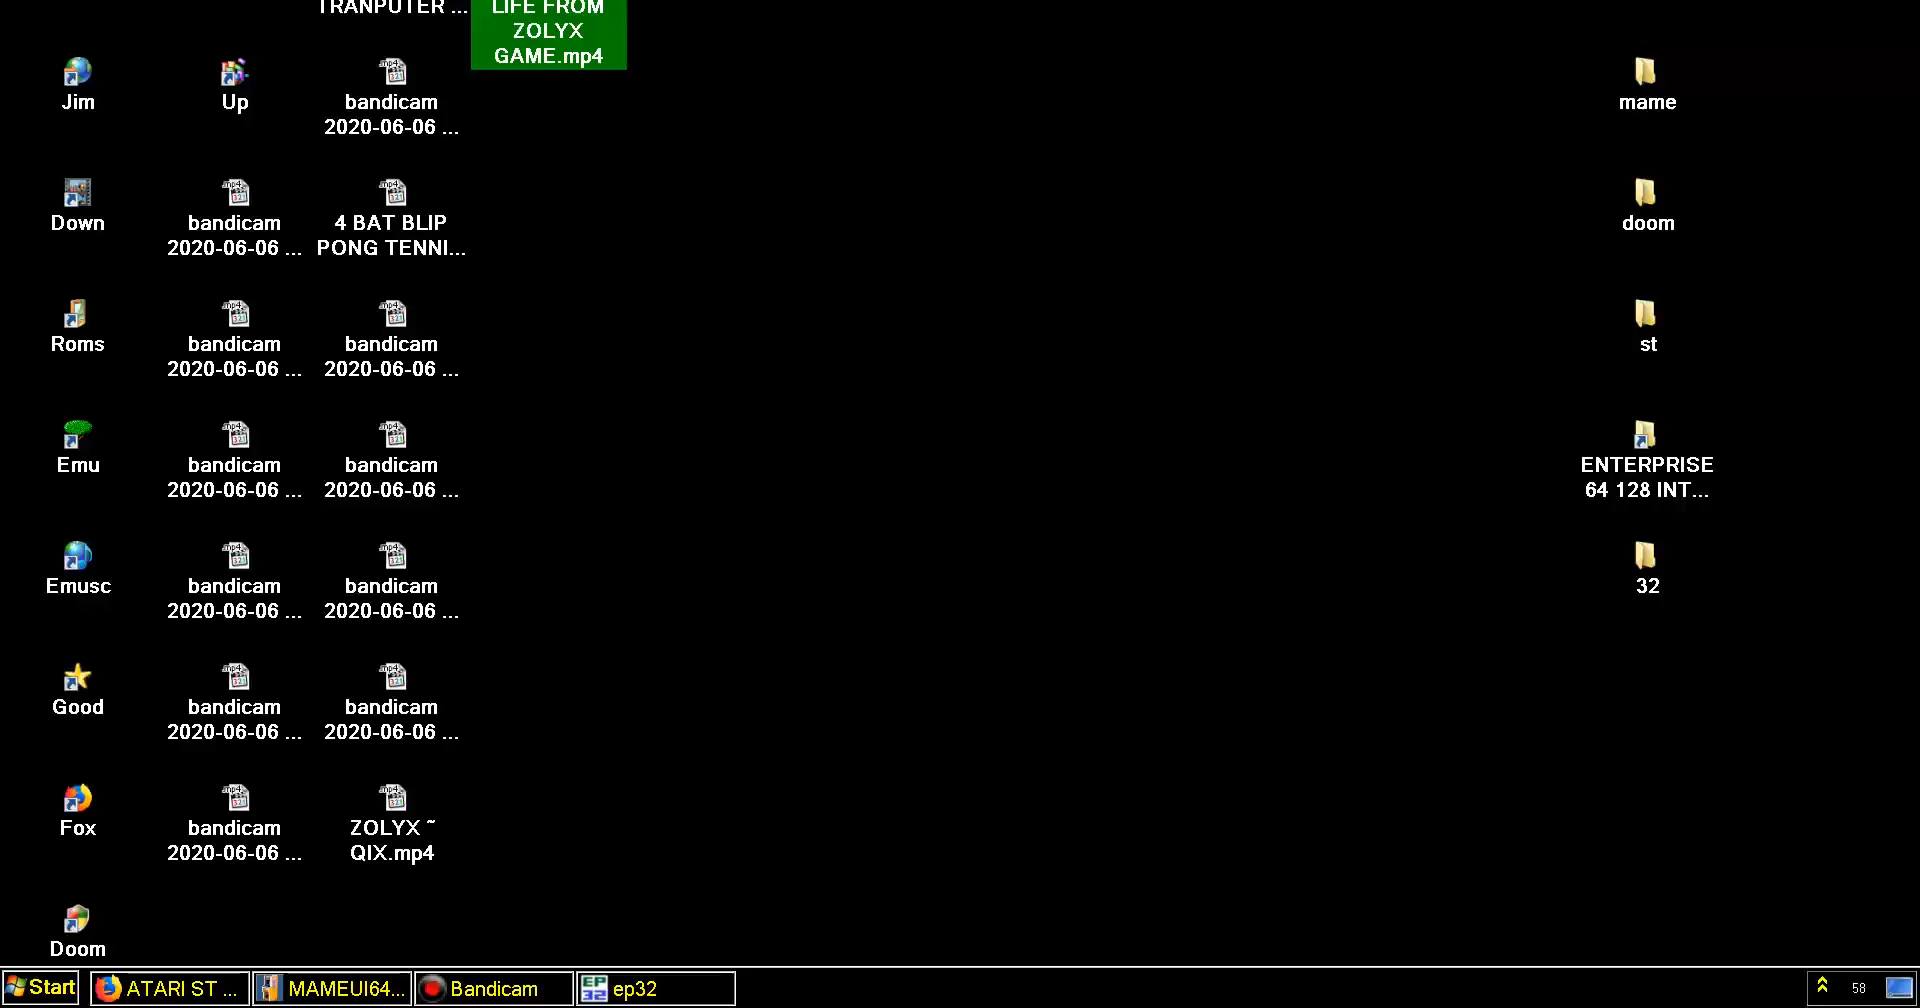 TRANPUTER ...
LIFE FROM
ZOLYX
GAME.mp4
Jim
Up
bandicam
2020-06-06 ...
mame
Down
bandicam
2020-06-06 ...
4 BAT BLIP
PONG TENNI...
doom
Roms
bandicam
2020-06-06 ...
bandicam
2020-06-06 ...
st
Emu
bandicam
2020-06-06 ...
bandicam
2020-06-06 ...
ENTERPRISE
64 128 INT...
Emusc
bandicam
2020-06-06 ...
bandicam
2020-06-06 ...
32
Good
bandicam
2020-06-06 ...
bandicam
2020-06-06 ...
Fox
bandicam
2020-06-06 ...
ZOLYX ~
QIX.mp4
Doom
Start
ATARI ST ...
MAMEUI64...
Bandicam
EP
32
ep32
58